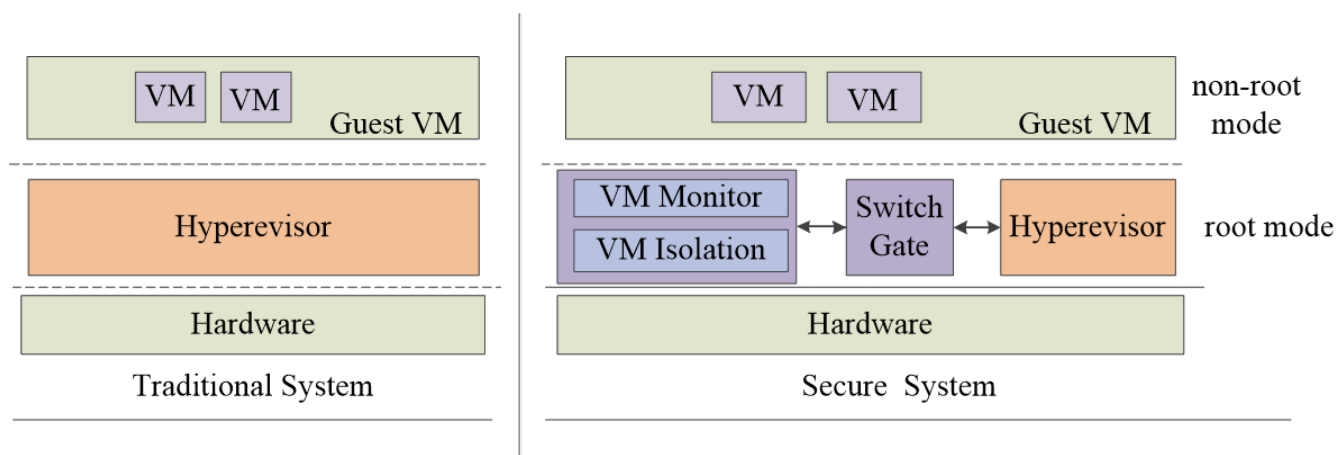 VM VM
Guest VM
Hyperevisor
Hardware
Traditional System
VM VM
Guest VM
non-root
mode
VM Monitor
VM Isolation
Switch
Gate
Hyperevisor
root mode
Hardware
Secure System